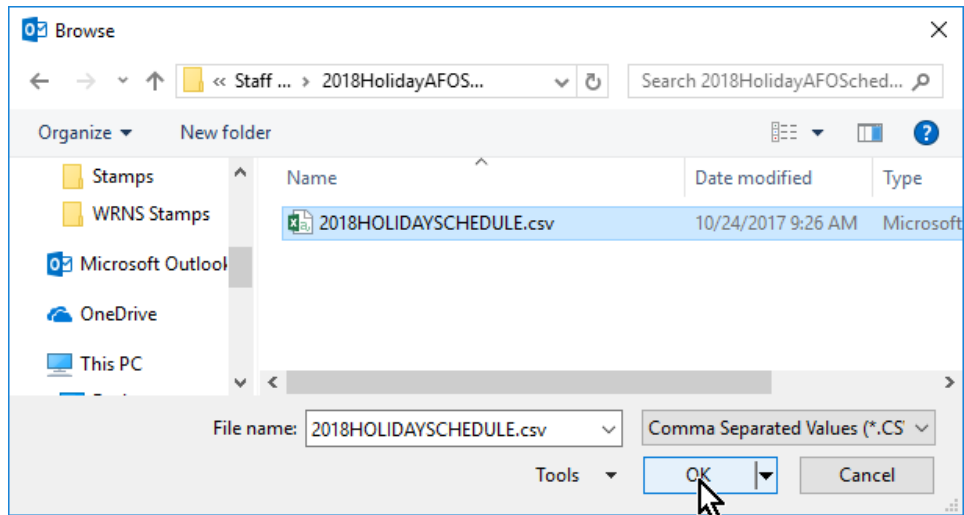 Browse
« Staff ... > 2018HolidayAFOS... Search 2018HolidayAFOSched...
Organize New folder
Name Date modified Type
Stamps
WRNS Stamps
2018HOLIDAYSCHEDULE.csv 10/24/2017 9:26 AM Microsoft
Microsoft Outlook
OneDrive
This PC
File name: 2018HOLIDAYSCHEDULE.csv Comma Separated Values (*.CS
Tools OK Cancel